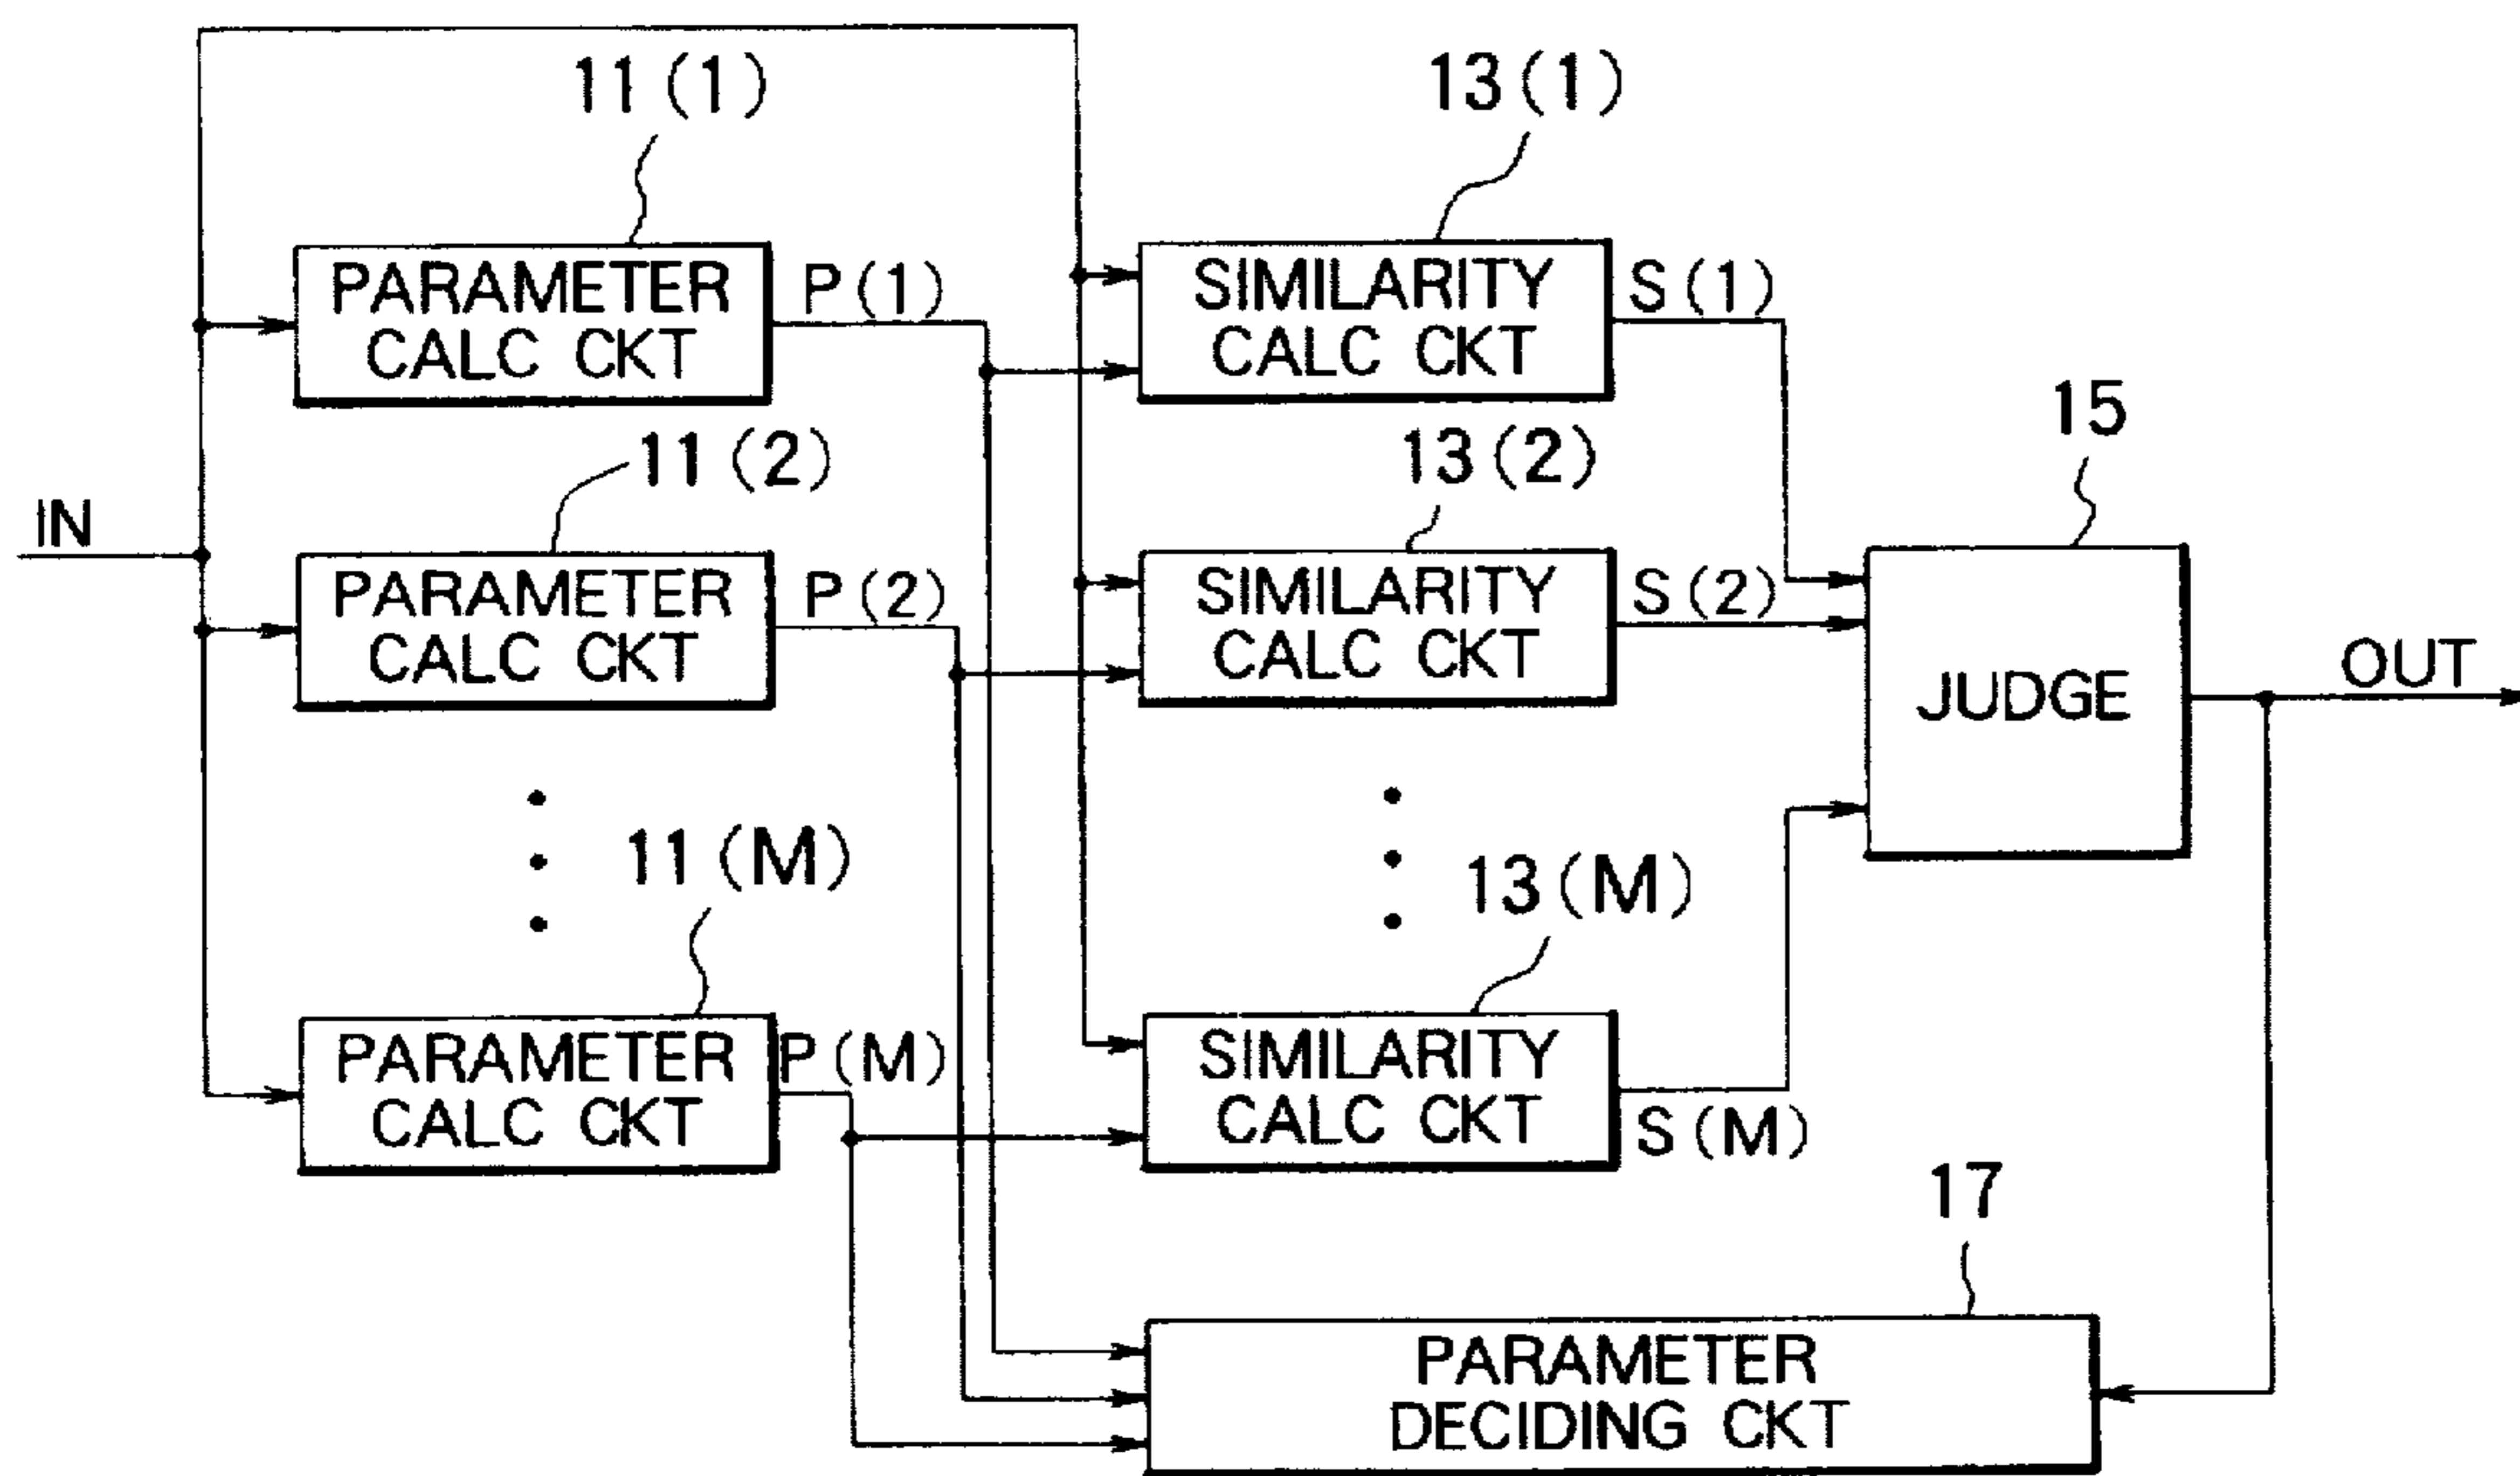 11(1)
13(1)
PARAMETER
CALC CKT
P(1)
SIMILARITY
CALC CKT
S(1)
15
11(2)
13(2)
IN
PARAMETER
CALC CKT
P(2)
SIMILARITY
CALC CKT
S(2)
JUDGE
OUT
11(M)
13(M)
PARAMETER
CALC CKT
P(M)
SIMILARITY
CALC CKT
S(M)
17
PARAMETER
DECIDING CKT